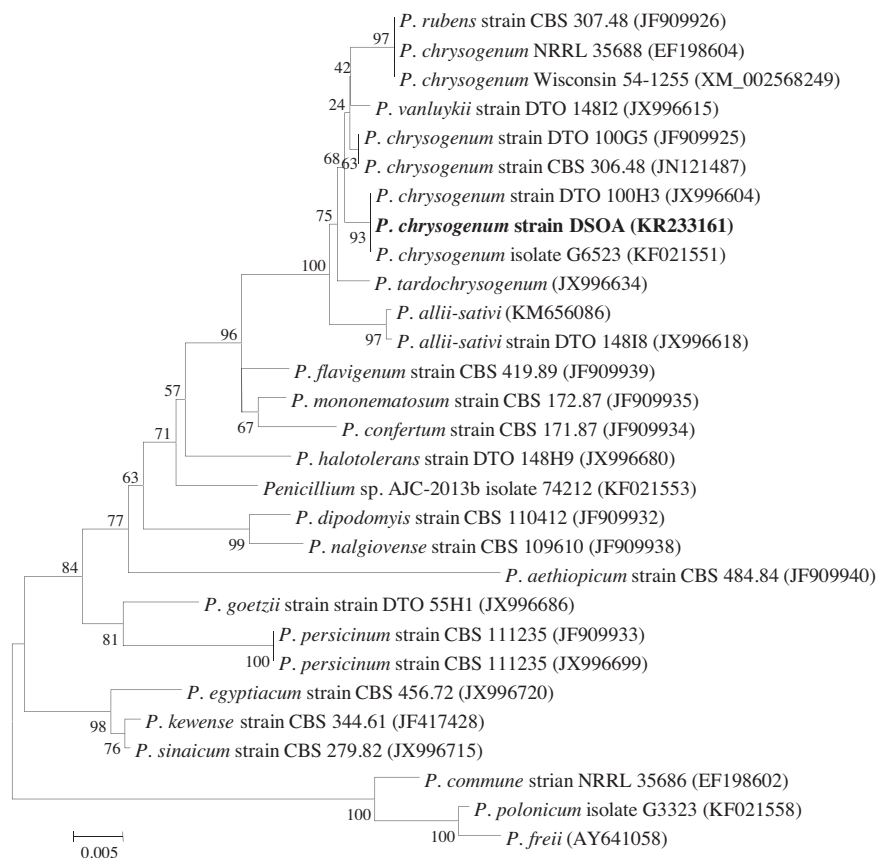 P. rubens strain CBS 307.48 (JF909926)
97
P. chrysogenum NRRL 35688 (EF198604)
42
P. chrysogenum Wisconsin 54-1255 (XM_002568249)
24
P. vanluykii strain DTO 148I2 (JX996615)
P. chrysogenum strain DTO 100G5 (JF909925)
68
63
P. chrysogenum strain CBS 306.48 (JN121487)
P. chrysogenum strain DTO 100H3 (JX996604)
75
P. chrysogenum strain DSOA (KR233161)
93
P. chrysogenum isolate G6523 (KF021551)
100
P. tardochrysogenum (JX996634)
P. allii-sativi (KM656086)
96
97
P. allii-sativi strain DTO 148I8 (JX996618)
P. flavigenum strain CBS 419.89 (JF909939)
57
P. mononematosum strain CBS 172.87 (JF909935)
67
P. confertum strain CBS 171.87 (JF909934)
71
P. halotolerans strain DTO 148H9 (JX996680)
63
Penicillium sp. AJC-2013b isolate 74212 (KF021553)
77
P. dipodomyis strain CBS 110412 (JF909932)
99
P. nalgiovense strain CBS 109610 (JF909938)
84
P. aethiopicum strain CBS 484.84 (JF909940)
P. goetzii strain strain DTO 55H1 (JX996686)
81
P. persicinum strain CBS 111235 (JF909933)
100
P. persicinum strain CBS 111235 (JX996699)
P. egyptiacum strain CBS 456.72 (JX996720)
98
P. kewense strain CBS 344.61 (JF417428)
76
P. sinaicum strain CBS 279.82 (JX996715)
P. commune strian NRRL 35686 (EF198602)
100
P. polonicum isolate G3323 (KF021558)
100
P. freii (AY641058)
0.005